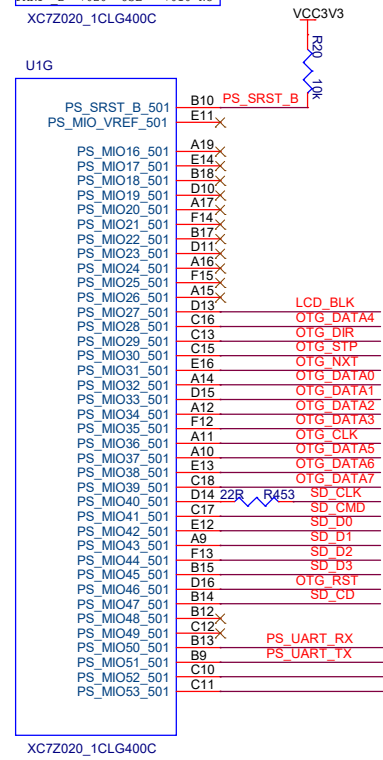 XC7Z020_1CLG400C
VCC3V3
R20
10k
U1G
PS_SRST_B_501 B10 PS_SRST_B
PS_MIO_VREF_501 E11
PS_MIO16_501 A19
PS_MIO17_501 E14
PS_MIO18_501 B18
PS_MIO19_501 D10
PS_MIO20_501 A17
PS_MIO21_501 F14
PS_MIO22_501 B17
PS_MIO23_501 D11
PS_MIO24_501 A16
PS_MIO25_501 F15
PS_MIO26_501 A15
PS_MIO27_501 D13 LCD_BLK
PS_MIO28_501 C16 OTG_DATA4
PS_MIO29_501 C13 OTG_DIR
PS_MIO30_501 C15 OTG_STP
PS_MIO31_501 E16 OTG_NXT
PS_MIO32_501 A14 OTG_DATA0
PS_MIO33_501 D15 OTG_DATA1
PS_MIO34_501 A12 OTG_DATA2
PS_MIO35_501 F12 OTG_DATA3
PS_MIO36_501 A11 OTG_CLK
PS_MIO37_501 A10 OTG_DATA5
PS_MIO38_501 E13 OTG_DATA6
PS_MIO39_501 C18 OTG_DATA7
PS_MIO40_501 D14 22R R453 SD_CLK
PS_MIO41_501 C17 SD_CMD
PS_MIO42_501 E12 SD_D0
PS_MIO43_501 A9 SD_D1
PS_MIO44_501 F13 SD_D2
PS_MIO45_501 B15 SD_D3
PS_MIO46_501 D16 OTG_RST
PS_MIO47_501 B14 SD_CD
PS_MIO48_501 B12
PS_MIO49_501 C12
PS_MIO50_501 B13 PS_UART_RX
PS_MIO51_501 B9 PS_UART_TX
PS_MIO52_501 C10
PS_MIO53_501 C11
XC7Z020_1CLG400C